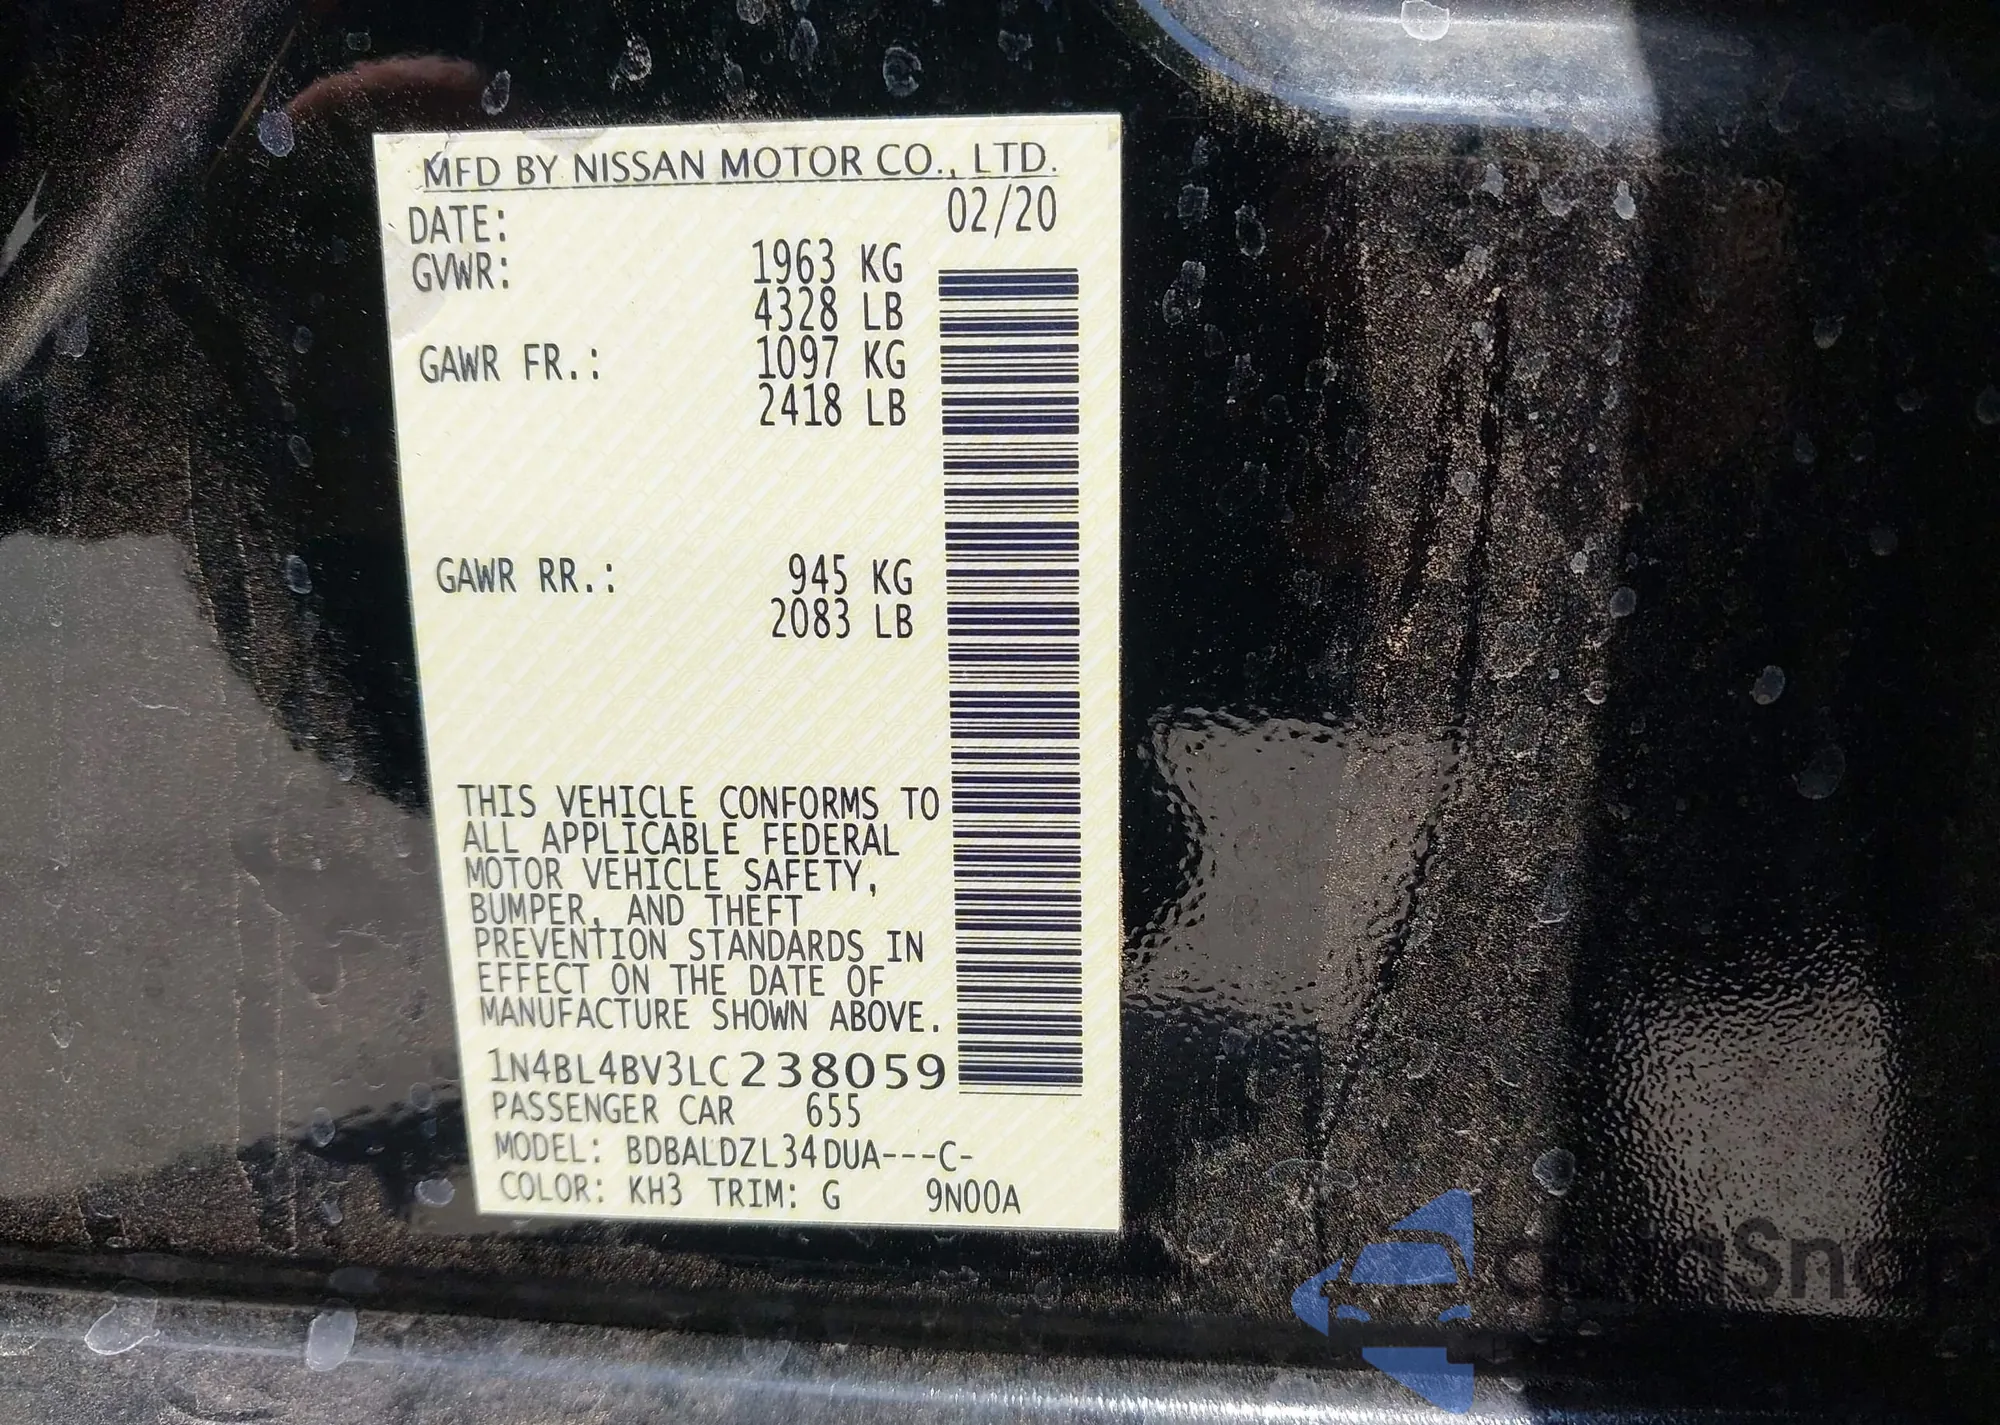 MFD BY NISSAN MOTOR CO., LTD.
DATE: 02/20
GVWR: 1963 KG
4328 LB
GAWR FR.: 1097 KG
2418 LB
GAWR RR.: 945 KG
2083 LB
THIS VEHICLE CONFORMS TO
ALL APPLICABLE FEDERAL
MOTOR VEHICLE SAFETY,
BUMPER, AND THEFT
PREVENTION STANDARDS IN
EFFECT ON THE DATE OF
MANUFACTURE SHOWN ABOVE.
1N4BL4BV3LC238059
PASSENGER CAR 655
MODEL: BDBALDZL34DUA---C-
COLOR: KH3 TRIM: G 9N00A